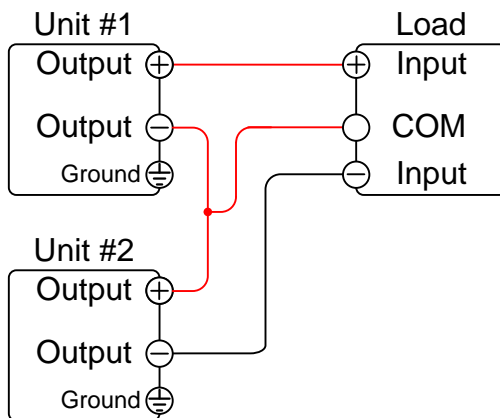 Unit #1
Output
Output
Ground
Load
Input
COM
Input
Unit #2
Output
Output
Ground